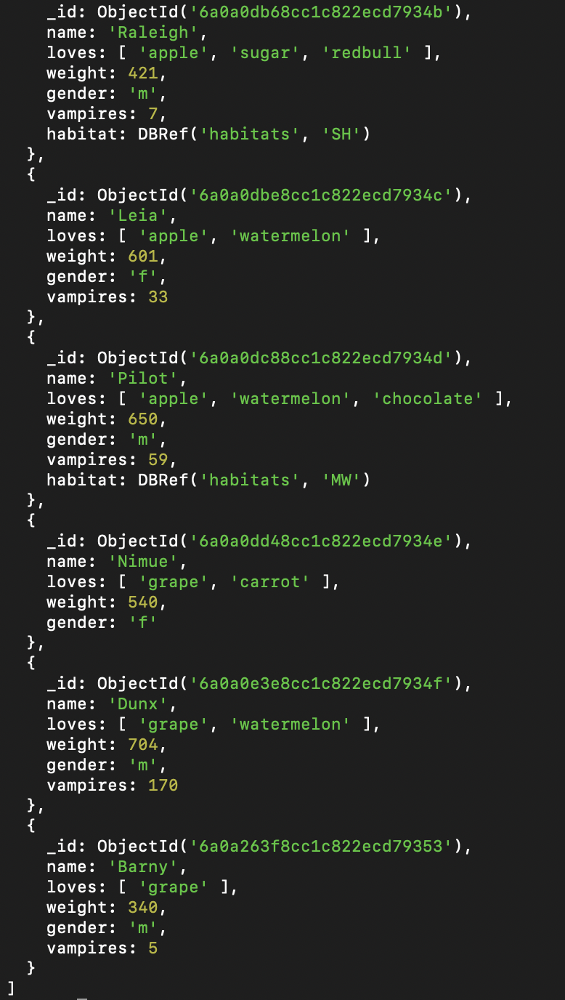 _id: ObjectId('6a0a0db68cc1c822ecd7934b'),
name: 'Raleigh',
loves: [ 'apple', 'sugar', 'redbull' ],
weight: 421,
gender: 'm',
vampires: 7,
habitat: DBRef('habitats', 'SH')
},
{
_id: ObjectId('6a0a0dbe8cc1c822ecd7934c'),
name: 'Leia',
loves: [ 'apple', 'watermelon' ],
weight: 601,
gender: 'f',
vampires: 33
},
{
_id: ObjectId('6a0a0dc88cc1c822ecd7934d'),
name: 'Pilot',
loves: [ 'apple', 'watermelon', 'chocolate' ],
weight: 650,
gender: 'm',
vampires: 59,
habitat: DBRef('habitats', 'MW')
},
{
_id: ObjectId('6a0a0dd48cc1c822ecd7934e'),
name: 'Nimue',
loves: [ 'grape', 'carrot' ],
weight: 540,
gender: 'f'
},
{
_id: ObjectId('6a0a0e3e8cc1c822ecd7934f'),
name: 'Dunx',
loves: [ 'grape', 'watermelon' ],
weight: 704,
gender: 'm',
vampires: 170
},
{
_id: ObjectId('6a0a263f8cc1c822ecd79353'),
name: 'Barny',
loves: [ 'grape' ],
weight: 340,
gender: 'm',
vampires: 5
}
]